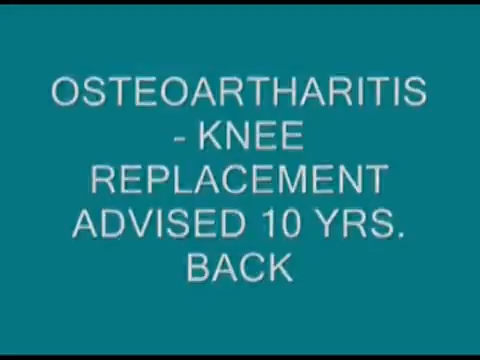 OSTEOARTHARITIS
- KNEE
REPLACEMENT
ADVISED 10 YRS.
BACK